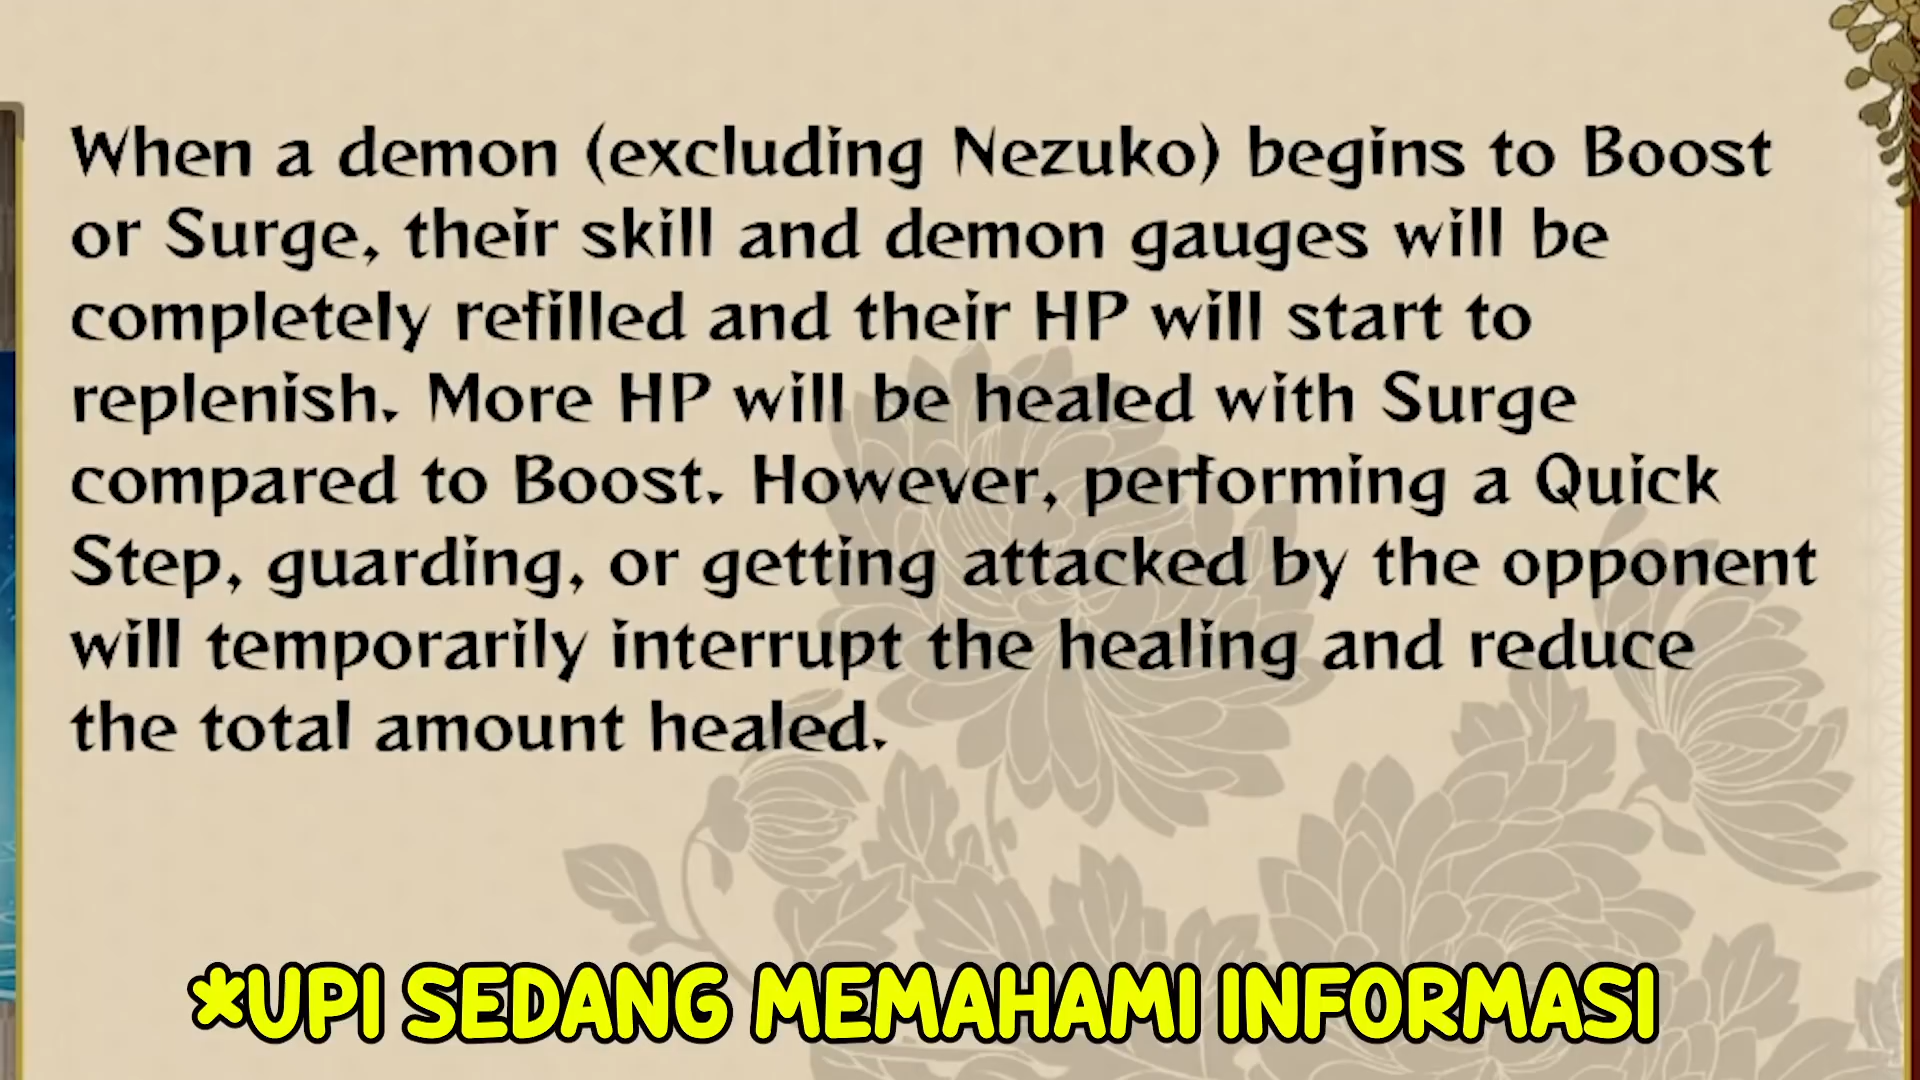 When a demon (excluding Nezuko) begins to Boost
or Surge, their skill and demon gauges will be
completely refilled and their HP will start to
replenish. More HP will be healed with Surge
compared to Boost. However, performing a Quick
Step, guarding, or getting attacked by the opponent
will temporarily interrupt the healing and reduce
the total amount healed.
*UPI SEDANG MEMAHAMI INFORMASI